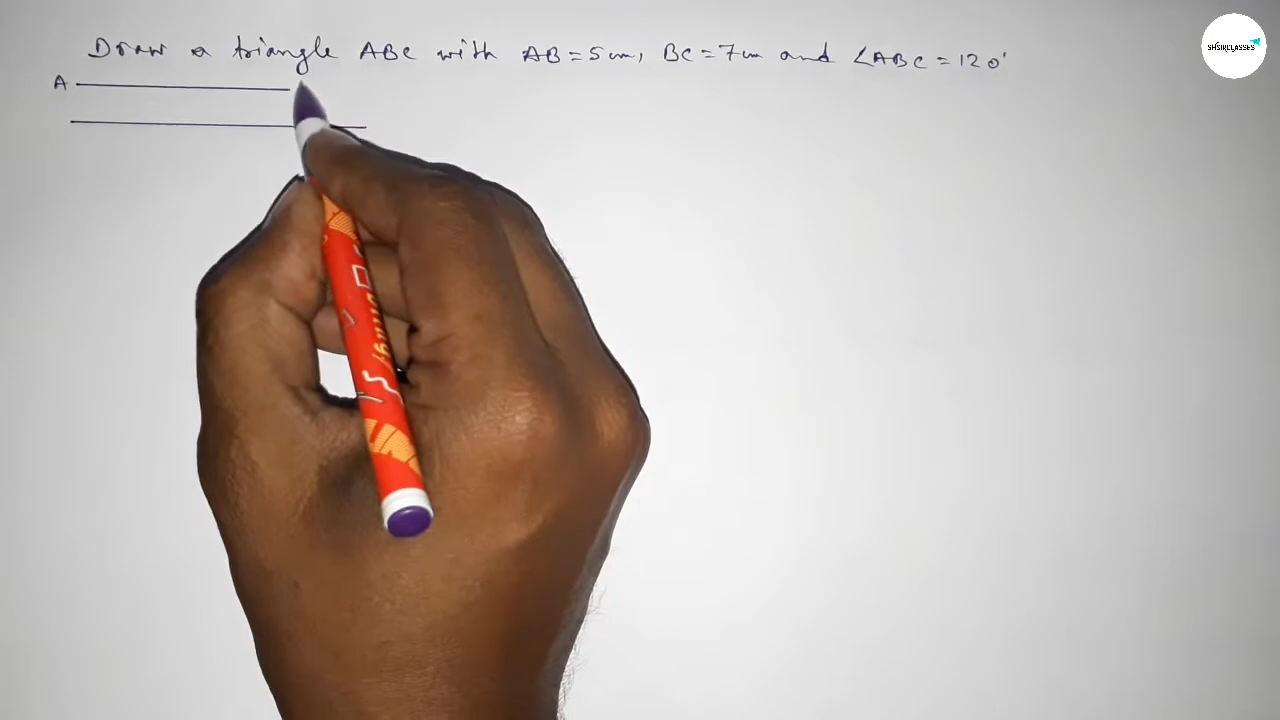 Draw a triangle ABC with AB=5cm, BC=7cm and ∠ABC=120°
SHSIRCLASSES
A